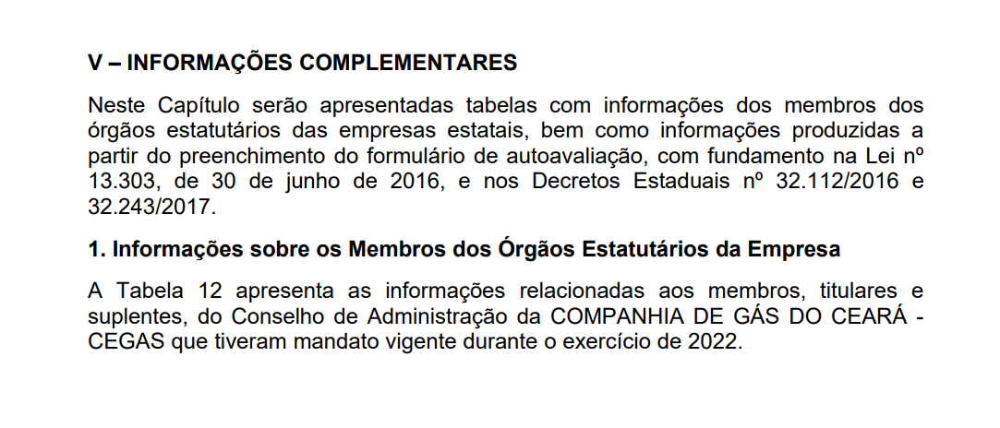 V – INFORMAÇÕES COMPLEMENTARES
Neste Capítulo serão apresentadas tabelas com informações dos membros dos
órgãos estatutários das empresas estatais, bem como informações produzidas a
partir do preenchimento do formulário de autoavaliação, com fundamento na Lei nº
13.303, de 30 de junho de 2016, e nos Decretos Estaduais nº 32.112/2016 e
32.243/2017.
1. Informações sobre os Membros dos Órgãos Estatutários da Empresa
A Tabela 12 apresenta as informações relacionadas aos membros, titulares e
suplentes, do Conselho de Administração da COMPANHIA DE GÁS DO CEARÁ -
CEGAS que tiveram mandato vigente durante o exercício de 2022.